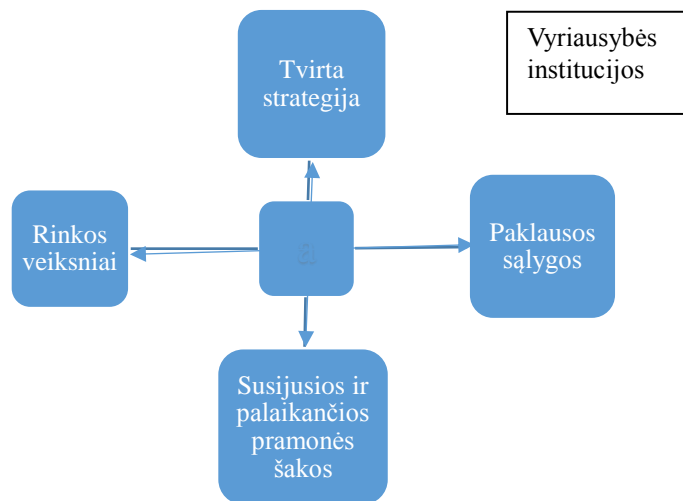 Tvirta
strategija
Vyriausybės
institucijos
Rinkos
veiksniai
a
Paklausos
sąlygos
Susijusios ir
palaikančios
pramonės
šakos